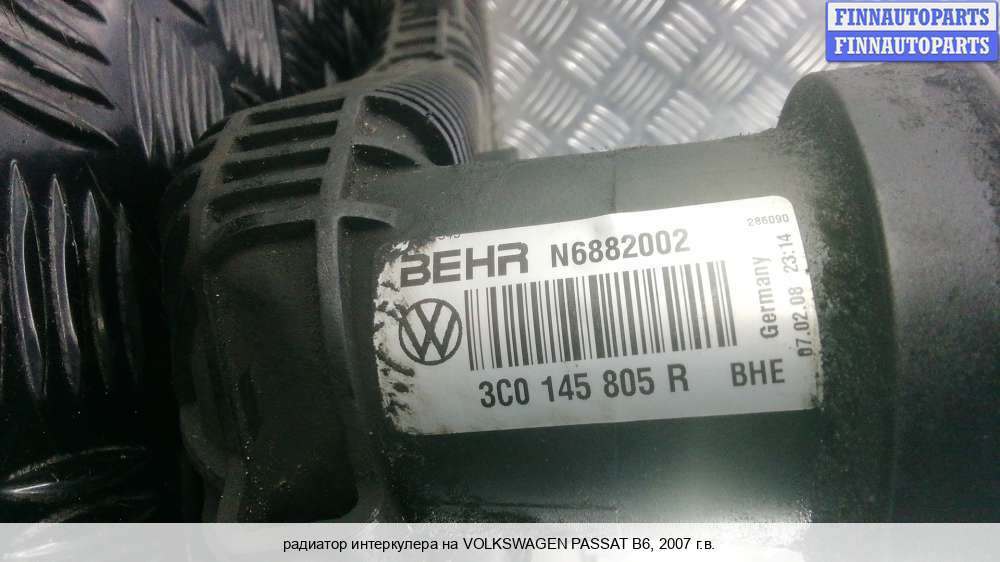 FINNAUTOPARTS
FINNAUTOPARTS
286090
BEHR N6882002
Germany
07.02.08 23:14
3C0 145 805 R BHE
радиатор интеркулера на VOLKSWAGEN PASSAT B6, 2007 г.в.